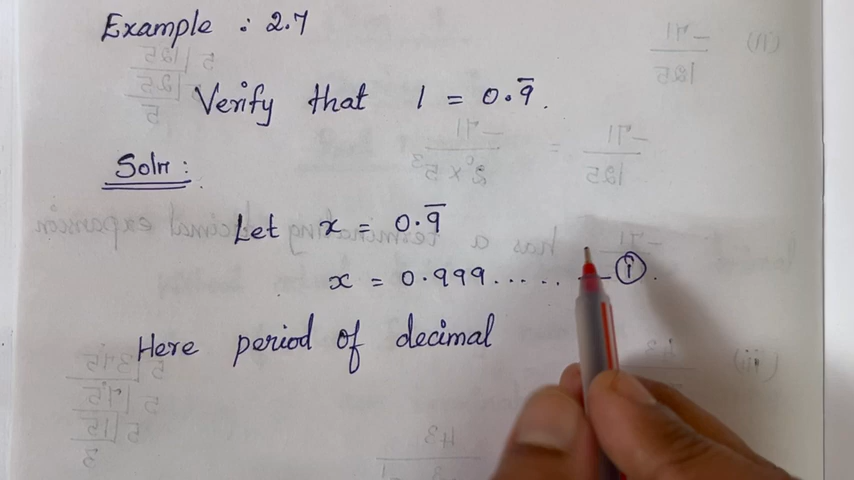 Example : 2.7
Verify that 1 = 0.9̅.
Soln :
Let x = 0.9̅
x = 0.999...... — (i).
Here period of decimal